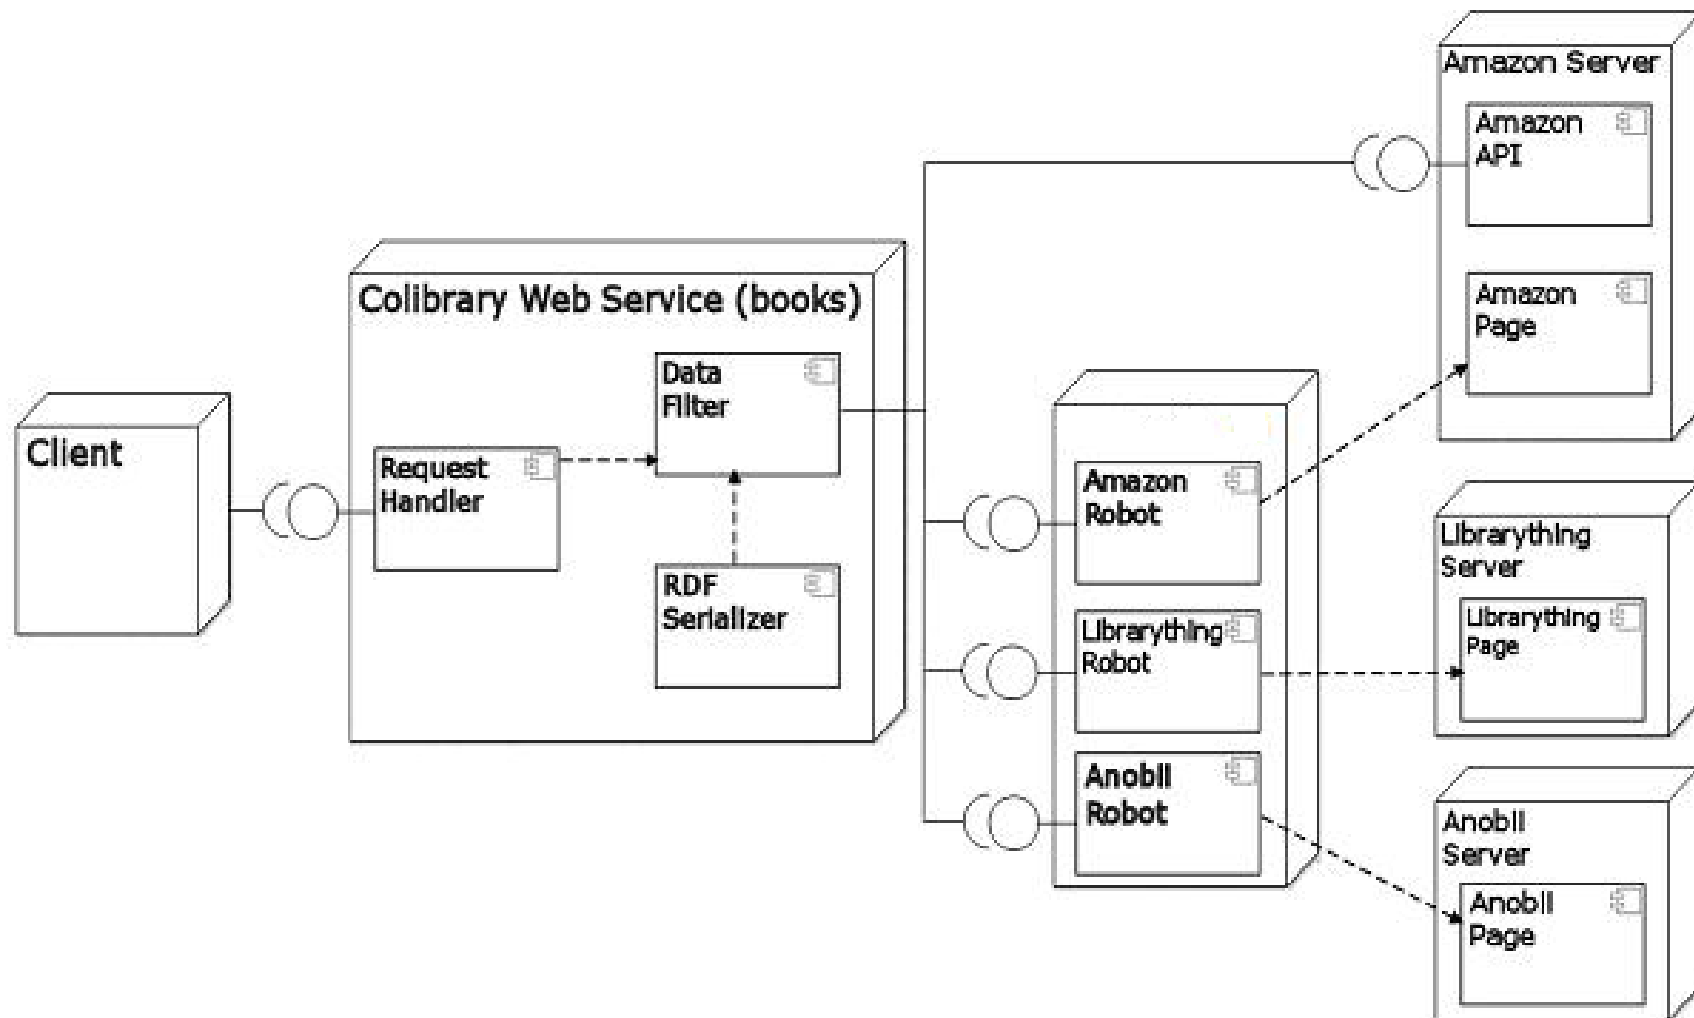 Client
Colibrary Web Service (books)
Request
Handler
Data
Filter
RDF
Serializer
Amazon
Robot
Librarything
Robot
Anobii
Robot
Amazon Server
Amazon
API
Amazon
Page
Librarything
Server
Librarything
Page
Anobii
Server
Anobii
Page